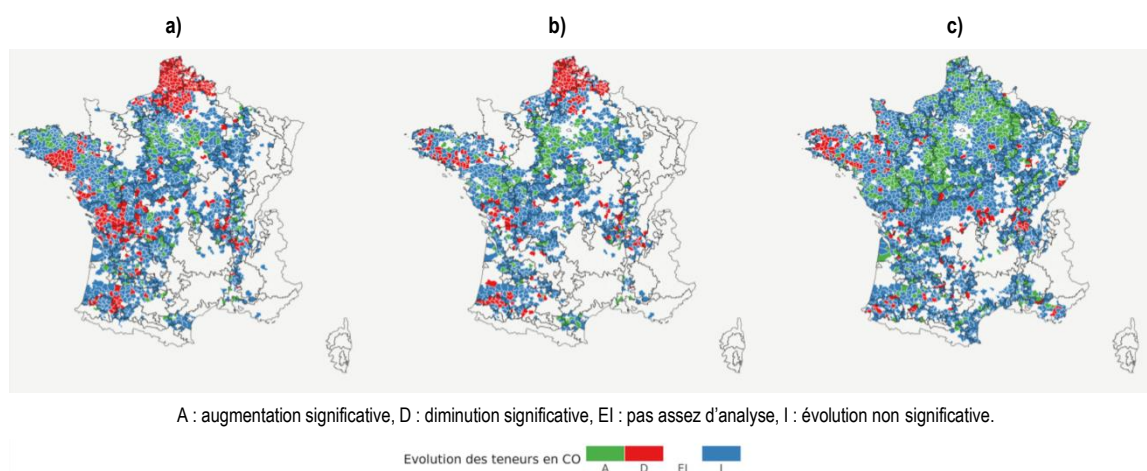 a) b) c)
A : augmentation significative, D : diminution significative, EI : pas assez d’analyse, I : évolution non significative.
Evolution des teneurs en CO
A D EI I